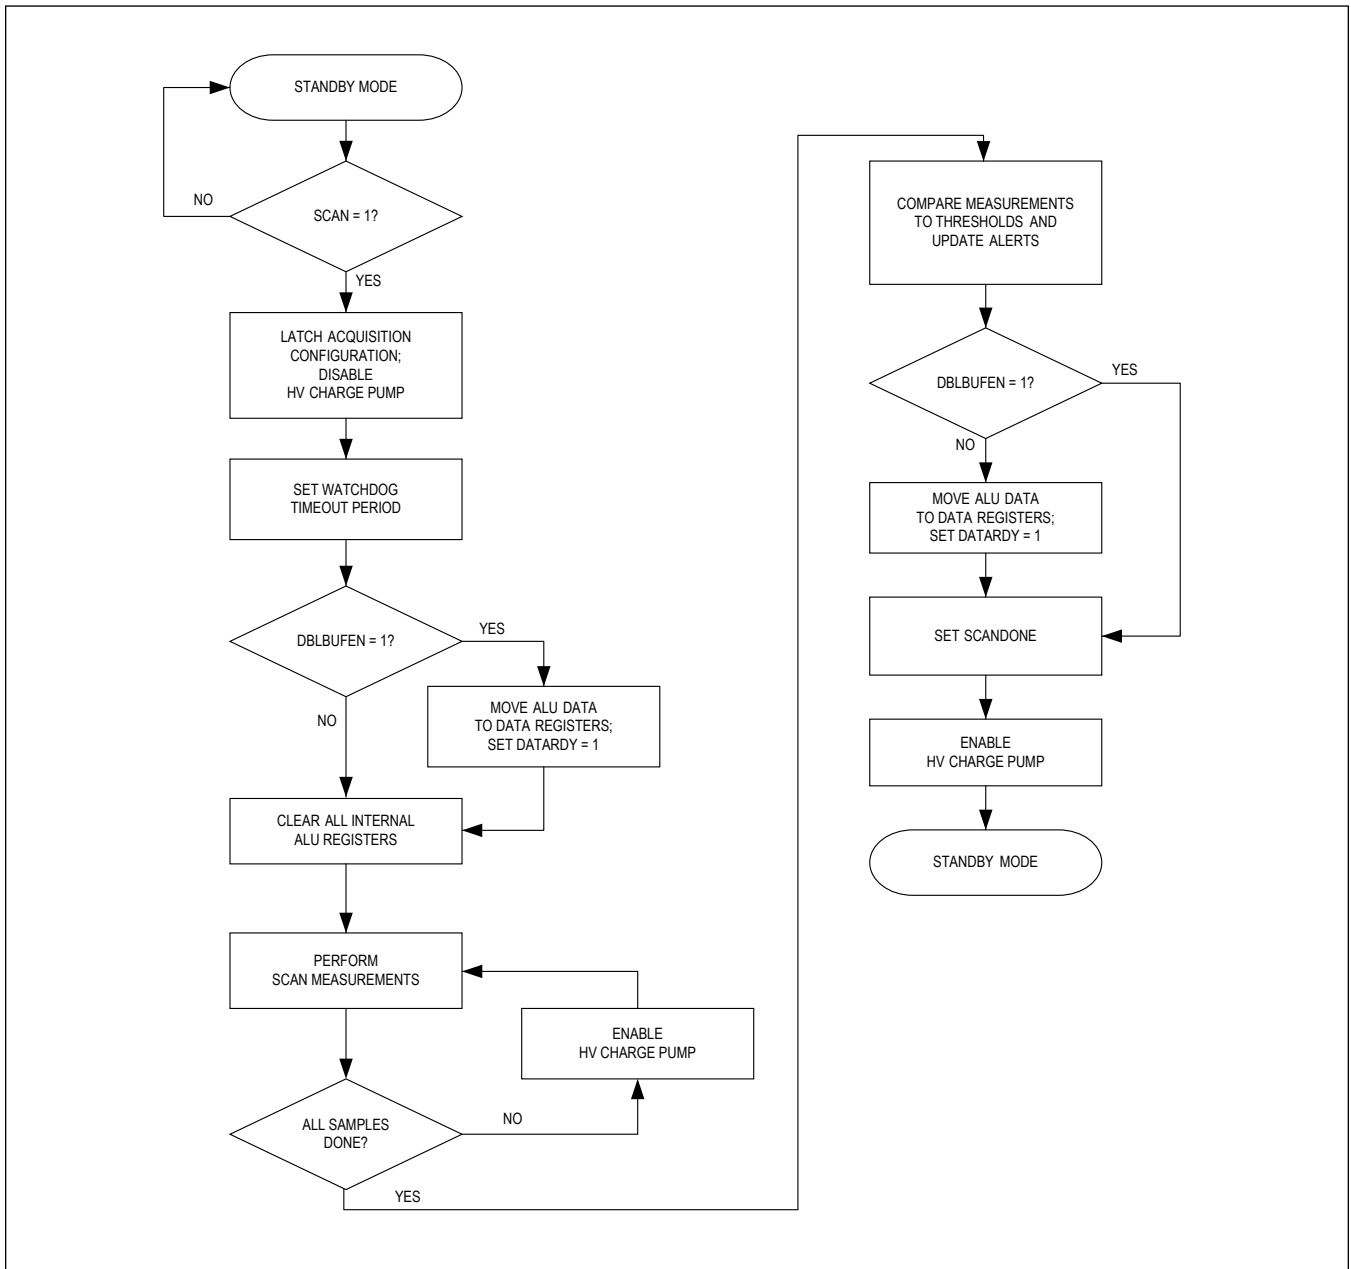 STANDBY MODE
NO
SCAN = 1?
YES
LATCH ACQUISITION
CONFIGURATION;
DISABLE
HV CHARGE PUMP
SET WATCHDOG
TIMEOUT PERIOD
DBLBUFEN = 1?
YES
NO
MOVE ALU DATA
TO DATA REGISTERS;
SET DATARDY = 1
CLEAR ALL INTERNAL
ALU REGISTERS
PERFORM
SCAN MEASUREMENTS
ENABLE
HV CHARGE PUMP
ALL SAMPLES
DONE?
NO
YES
COMPARE MEASUREMENTS
TO THRESHOLDS AND
UPDATE ALERTS
DBLBUFEN = 1?
YES
NO
MOVE ALU DATA
TO DATA REGISTERS;
SET DATARDY = 1
SET SCANDONE
ENABLE
HV CHARGE PUMP
STANDBY MODE